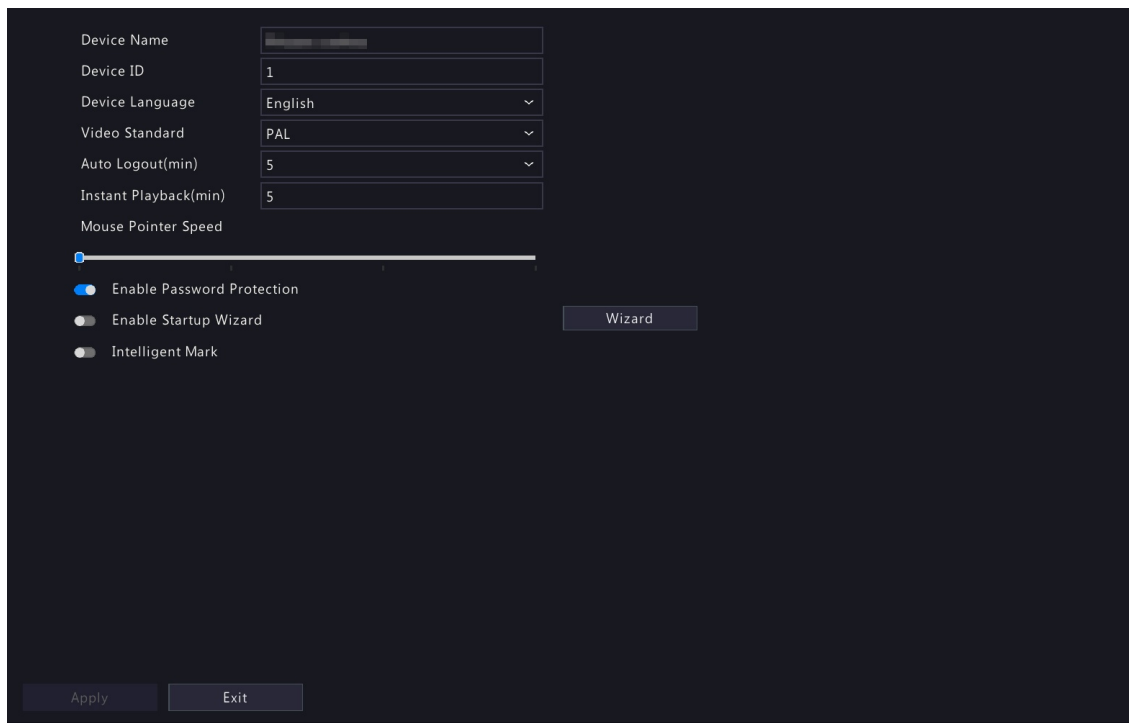 Device Name
Device ID 1
Device Language English
Video Standard PAL
Auto Logout(min) 5
Instant Playback(min) 5
Mouse Pointer Speed
Enable Password Protection
Enable Startup Wizard Wizard
Intelligent Mark
Apply Exit